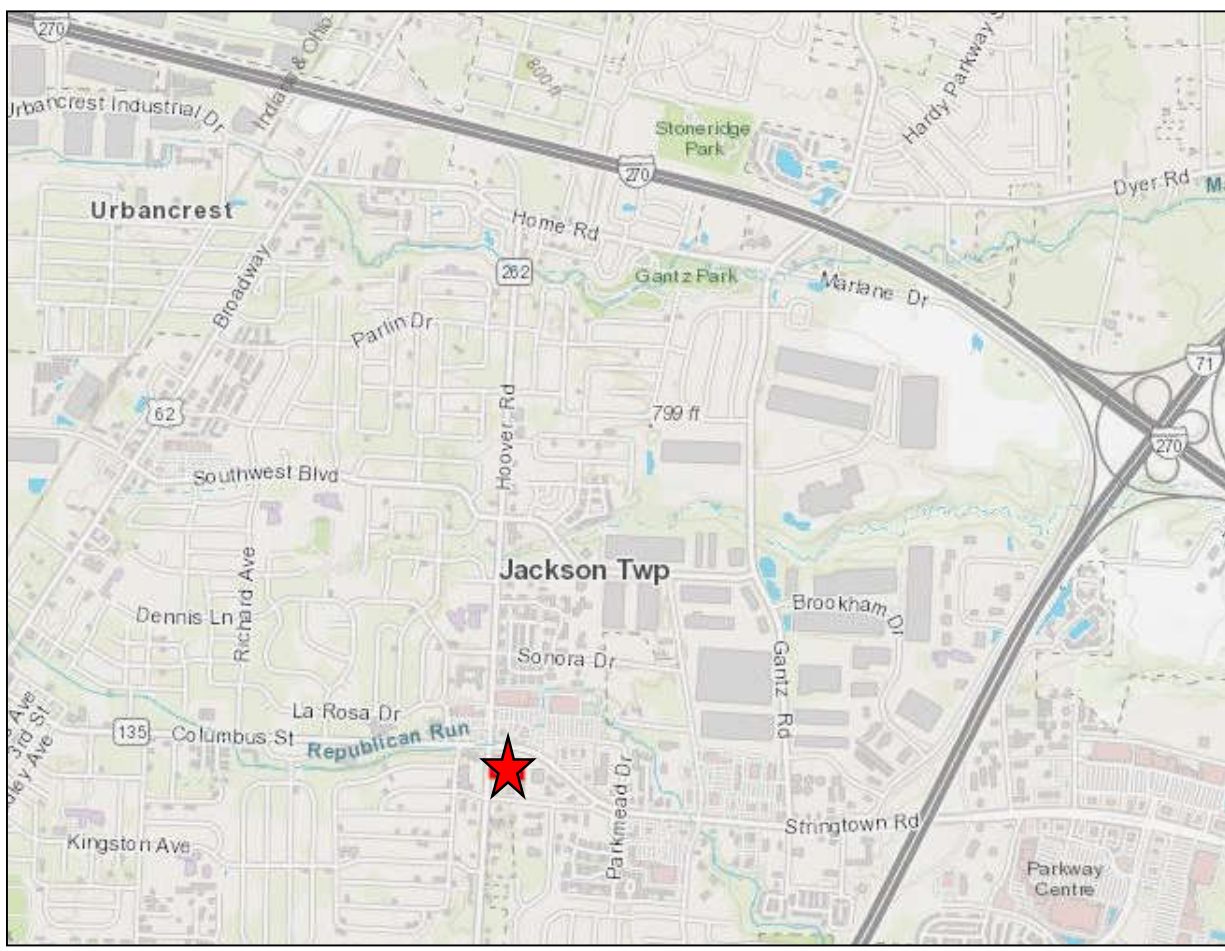 270
Indiana & Ohio
800 ft
Hardy Parkway S
Urbancrest Industrial Dr
Stoneridge
Park
270
Dyer Rd
Urbancrest
Home Rd
262
Gantz Park
Marlane Dr
Broadway
Parlin Dr
71
62
Hoover Rd
799 ft
270
Southwest Blvd
Jackson Twp
Richard Ave
Dennis Ln
Brookham Dr
Sonora Dr
Gantz Rd
La Rosa Dr
135
Columbus St
Republican Run
3rd St
Parkmead Dr
Stringtown Rd
Kingston Ave
Parkway
Centre